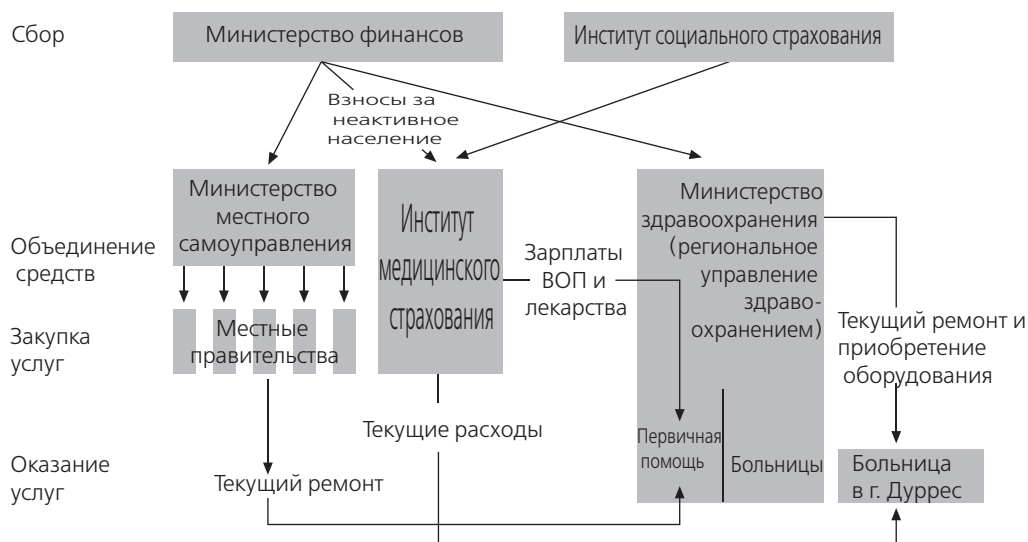 Сбор
Министерство финансов
Институт социального страхования
Взносы за
неактивное
население
Министерство
местного
самоуправления
Институт
медицинского
страхования
Министерство
здравоохранения
(региональное
управление
здраво-
охранением)
Объединение
средств
Зарплаты
ВОП и
лекарства
Закупка
услуг
Местные
правительства
Текущий ремонт и
приобретение
оборудования
Текущие расходы
Первичная
помощь
Больницы
Оказание
услуг
Текущий ремонт
Больница
в г. Дуррес